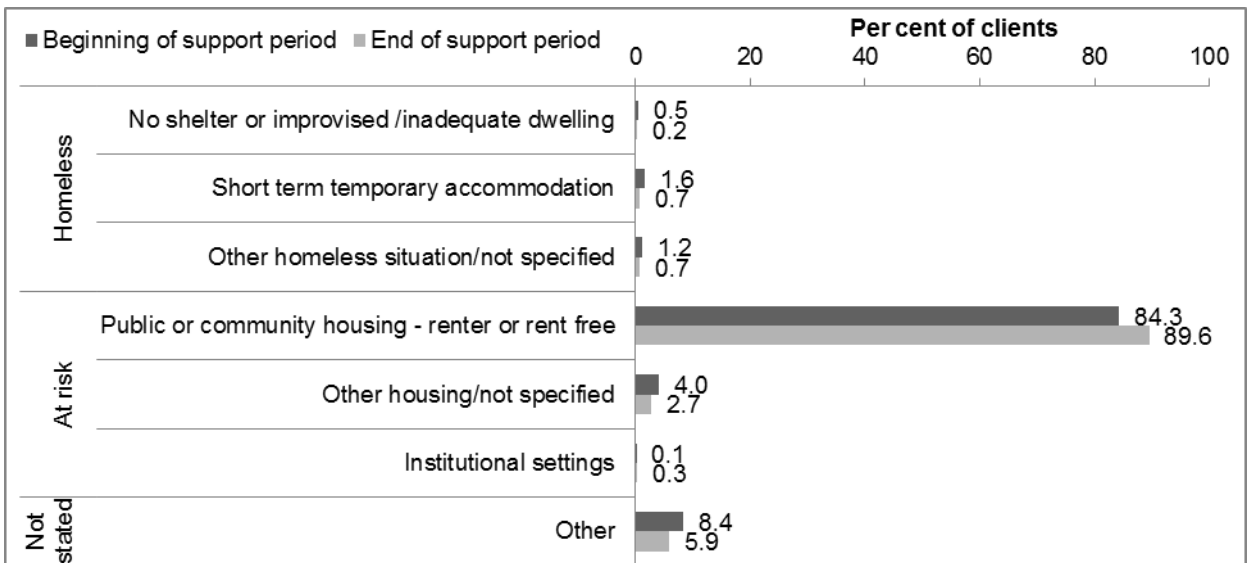 Beginning of support period End of support period
Per cent of clients
0 20 40 60 80 100
Homeless
No shelter or improvised /inadequate dwelling
0.5
0.2
Short term temporary accommodation
1.6
0.7
Other homeless situation/not specified
1.2
0.7
At risk
Public or community housing - renter or rent free
84.3
89.6
Other housing/not specified
4.0
2.7
Institutional settings
0.1
0.3
Not
stated
Other
8.4
5.9